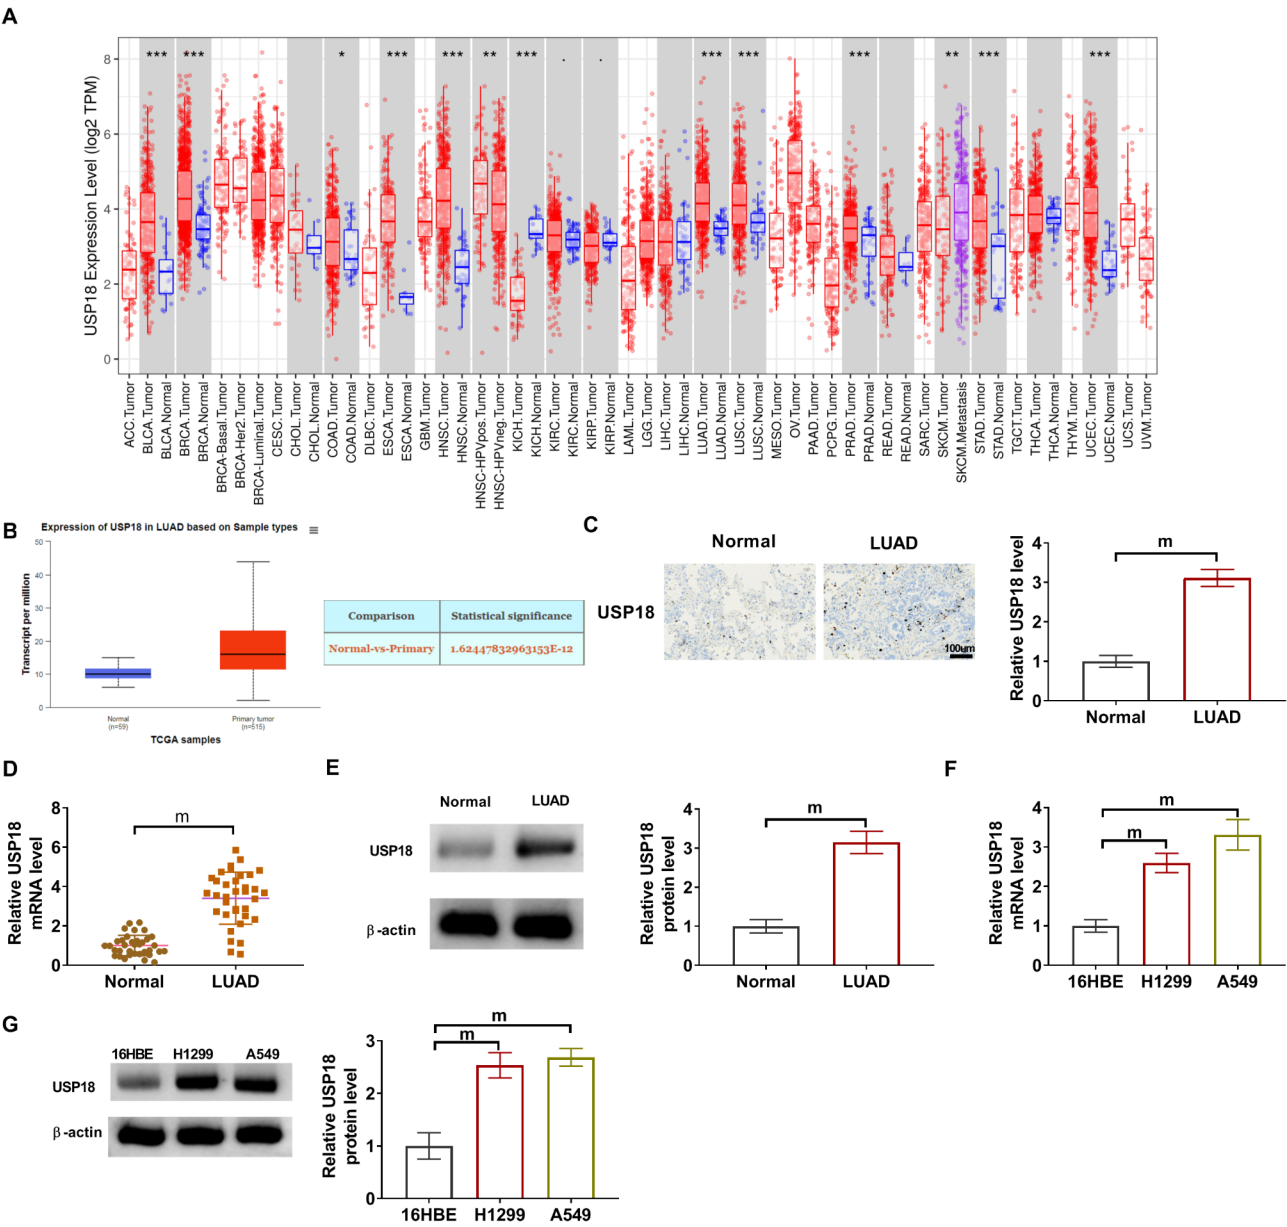 A
USP18 Expression Level (log2 TPM)
8
6
4
2
0
*** *** * *** *** ** *** . . *** *** *** ** *** ***
ACC.Tumor
BLCA.Tumor
BLCA.Normal
BRCA.Tumor
BRCA.Normal
BRCA-Basal.Tumor
BRCA-Her2.Tumor
BRCA-Luminal.Tumor
CESC.Tumor
CHOL.Tumor
CHOL.Normal
COAD.Tumor
COAD.Normal
DLBC.Tumor
ESCA.Tumor
ESCA.Normal
GBM.Tumor
HNSC.Tumor
HNSC.Normal
HNSC-HPVpos.Tumor
HNSC-HPVneg.Tumor
KICH.Tumor
KICH.Normal
KIRC.Tumor
KIRC.Normal
KIRP.Tumor
KIRP.Normal
LAML.Tumor
LGG.Tumor
LIHC.Tumor
LIHC.Normal
LUAD.Tumor
LUAD.Normal
LUSC.Tumor
LUSC.Normal
MESO.Tumor
OV.Tumor
PAAD.Tumor
PCPG.Tumor
PRAD.Tumor
PRAD.Normal
READ.Tumor
READ.Normal
SARC.Tumor
SKCM.Tumor
SKCM.Metastasis
STAD.Tumor
STAD.Normal
TGCT.Tumor
THCA.Tumor
THCA.Normal
THYM.Tumor
UCEC.Tumor
UCEC.Normal
UCS.Tumor
UVM.Tumor
B
Expression of USP18 in LUAD based on Sample types
Transcript per million
50
40
30
20
10
0
Normal
(n=59)
Primary tumor
(n=515)
TCGA samples
Comparison Statistical significance
Normal-vs-Primary 1.62447832963153E-12
C
Normal LUAD
USP18
100um
Relative USP18 level
4
3
2
1
0
m
Normal LUAD
D
Relative USP18
mRNA level
8
6
4
2
0
m
Normal LUAD
E
Normal LUAD
USP18
β-actin
Relative USP18
protein level
4
3
2
1
0
m
Normal LUAD
F
Relative USP18
mRNA level
4
3
2
1
0
m
m
16HBE H1299 A549
G
16HBE H1299 A549
USP18
β-actin
Relative USP18
protein level
3
2
1
0
m
m
16HBE H1299 A549